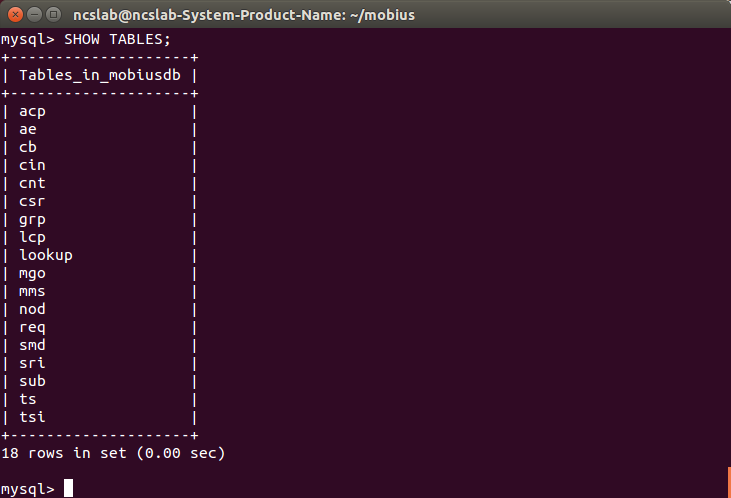 ncslab@ncslab-System-Product-Name: ~/mobius
mysql> SHOW TABLES;
+--------------------+
| Tables_in_mobiusdb |
+--------------------+
| acp                |
| ae                 |
| cb                 |
| cin                |
| cnt                |
| csr                |
| grp                |
| lcp                |
| lookup             |
| mgo                |
| mms                |
| nod                |
| req                |
| smd                |
| sri                |
| sub                |
| ts                 |
| tsi                |
+--------------------+
18 rows in set (0.00 sec)
mysql>